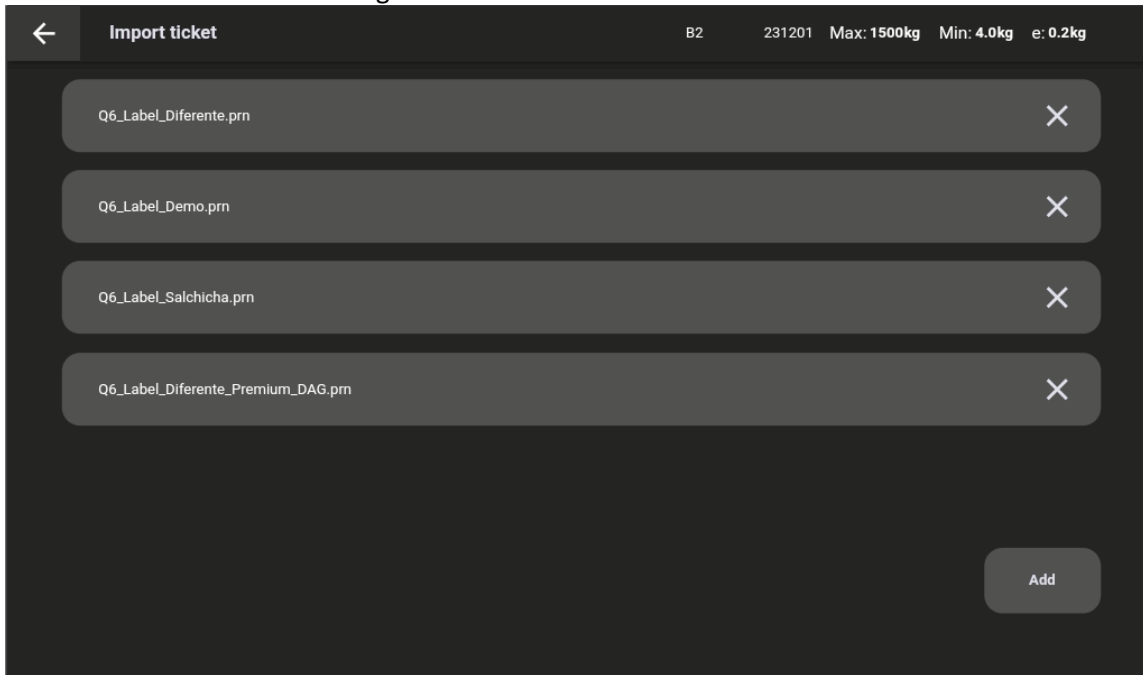 Import ticket B2 231201 Max: 1500kg Min: 4.0kg e: 0.2kg
Q6_Label_Diferente.prn
Q6_Label_Demo.prn
Q6_Label_Salchicha.prn
Q6_Label_Diferente_Premium_DAG.prn
Add